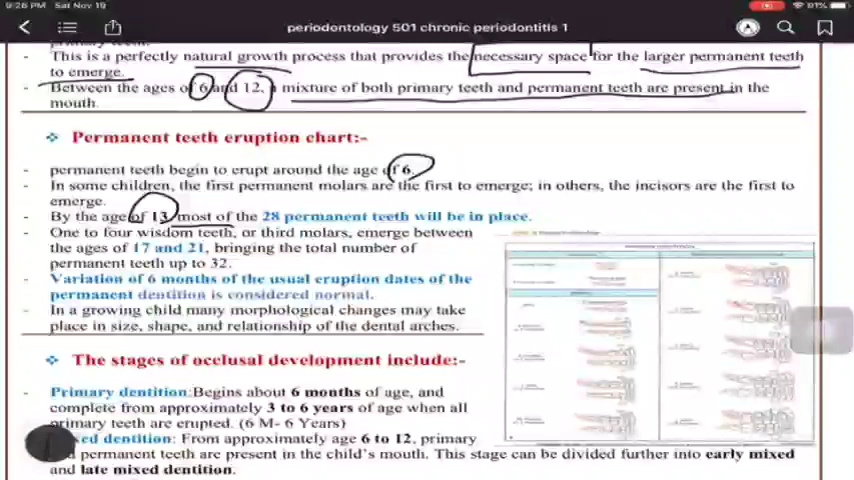 9:26 PM Sat Nov 19
91%
periodontology 501 chronic periodontitis 1
primary teeth.
- This is a perfectly natural growth process that provides the necessary space for the larger permanent teeth
to emerge.
- Between the ages of 6 and 12, a mixture of both primary teeth and permanent teeth are present in the
mouth.
❖ Permanent teeth eruption chart:-
- permanent teeth begin to erupt around the age of 6.
- In some children, the first permanent molars are the first to emerge; in others, the incisors are the first to
emerge.
- By the age of 13, most of the 28 permanent teeth will be in place.
- One to four wisdom teeth, or third molars, emerge between
the ages of 17 and 21, bringing the total number of
permanent teeth up to 32.
- Variation of 6 months of the usual eruption dates of the
permanent dentition is considered normal.
- In a growing child many morphological changes may take
place in size, shape, and relationship of the dental arches.
❖ The stages of occlusal development include:-
- Primary dentition: Begins about 6 months of age, and
complete from approximately 3 to 6 years of age when all
primary teeth are erupted. (6 M- 6 Years)
xed dentition: From approximately age 6 to 12, primary
permanent teeth are present in the child's mouth. This stage can be divided further into early mixed
and late mixed dentition.